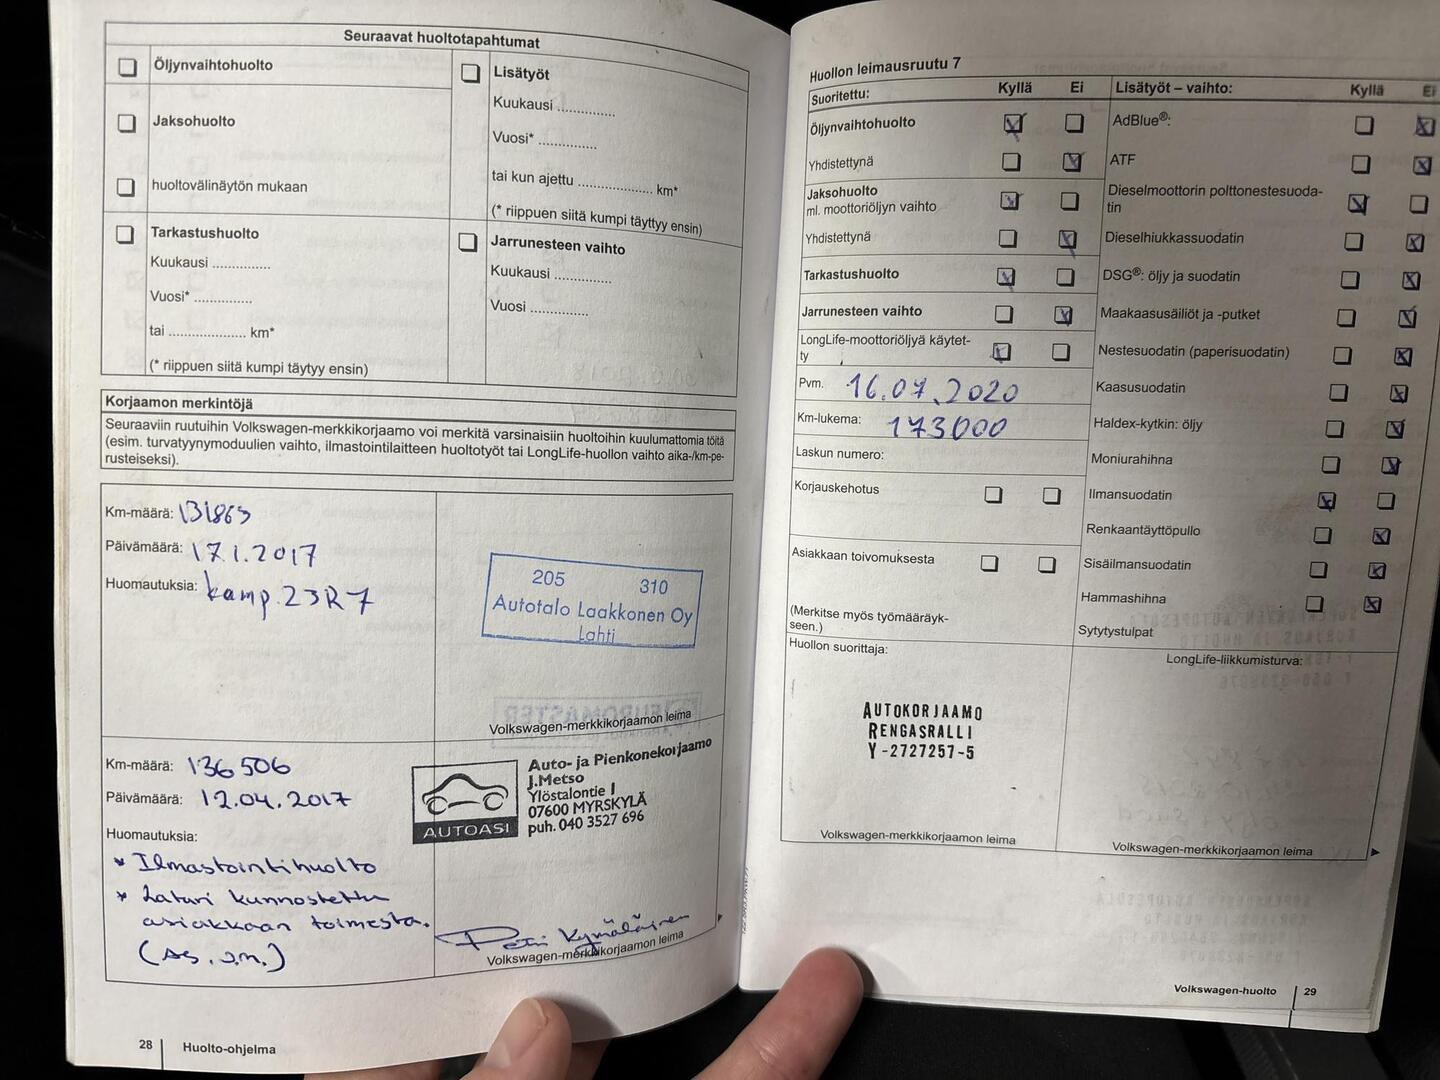 Seuraavat huoltotapahtumat
Öljynvaihtohuolto
Jaksohuolto
huoltovälinäytön mukaan
Tarkastushuolto
Kuukausi ..............
Vuosi* ..............
tai .................... km*
(* riippuen siitä kumpi täytyy ensin)
Lisätyöt
Kuukausi ..............
Vuosi* ..............
tai kun ajettu .................... km*
(* riippuen siitä kumpi täyttyy ensin)
Jarrunesteen vaihto
Kuukausi ..............
Vuosi ..............
Korjaamon merkintöjä
Seuraaviin ruutuihin Volkswagen-merkkikorjaamo voi merkitä varsinaisiin huoltoihin kuulumattomia töitä
(esim. turvatyynymoduulien vaihto, ilmastointilaitteen huoltotyöt tai LongLife-huollon vaihto aika-/km-pe-
rusteiseksi).
Km-määrä: 131863
Päivämäärä: 17.1.2017
Huomautuksia: kamp. 23R7
205 310
Autotalo Laakkonen Oy
Lahti
Volkswagen-merkkikorjaamon leima
Km-määrä: 136506
Päivämäärä: 12.04.2017
Huomautuksia:
* Ilmastointihuolto
* Laturi kunnostettu
asiakkaan toimesta.
(As. o.m.)
AUTOASI
Auto- ja Pienkonekorjaamo
J.Metso
Ylöstalontie 1
07600 MYRSKYLÄ
puh. 040 3527 696
Petri Kymäläinen
Volkswagen-merkkikorjaamon leima
28 Huolto-ohjelma
Huollon leimausruutu 7
Suoritettu: Kyllä Ei
Öljynvaihtohuolto
Yhdistettynä
Jaksohuolto
ml. moottoriöljyn vaihto
Yhdistettynä
Tarkastushuolto
Jarrunesteen vaihto
LongLife-moottoriöljyä käytet-
ty
Pvm. 16.07.2020
Km-lukema: 173000
Laskun numero:
Korjauskehotus
Asiakkaan toivomuksesta
(Merkitse myös työmääräyk-
seen.)
Lisätyöt – vaihto: Kyllä Ei
AdBlue®:
ATF
Dieselmoottorin polttonestesuoda-
tin
Dieselhiukkassuodatin
DSG®: öljy ja suodatin
Maakaasusäiliöt ja -putket
Nestesuodatin (paperisuodatin)
Kaasusuodatin
Haldex-kytkin: öljy
Moniurahihna
Ilmansuodatin
Renkaantäyttöpullo
Sisäilmansuodatin
Hammashihna
Sytytystulpat
Huollon suorittaja:
AUTOKORJAAMO
RENGASRALLI
Y-2727257-5
Volkswagen-merkkikorjaamon leima
LongLife-liikkumisturva:
Volkswagen-merkkikorjaamon leima
Volkswagen-huolto 29